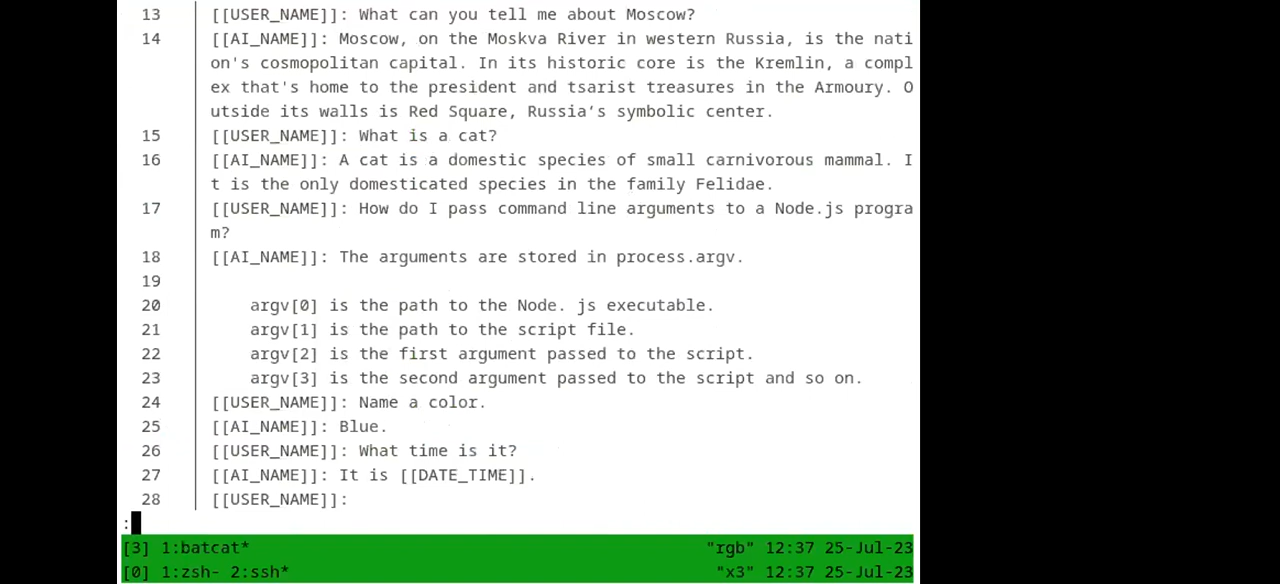 13 [[USER_NAME]]: What can you tell me about Moscow?
14 [[AI_NAME]]: Moscow, on the Moskva River in western Russia, is the nati
on's cosmopolitan capital. In its historic core is the Kremlin, a compl
ex that's home to the president and tsarist treasures in the Armoury. O
utside its walls is Red Square, Russia‘s symbolic center.
15 [[USER_NAME]]: What is a cat?
16 [[AI_NAME]]: A cat is a domestic species of small carnivorous mammal. I
t is the only domesticated species in the family Felidae.
17 [[USER_NAME]]: How do I pass command line arguments to a Node.js progra
m?
18 [[AI_NAME]]: The arguments are stored in process.argv.
19
20     argv[0] is the path to the Node. js executable.
21     argv[1] is the path to the script file.
22     argv[2] is the first argument passed to the script.
23     argv[3] is the second argument passed to the script and so on.
24 [[USER_NAME]]: Name a color.
25 [[AI_NAME]]: Blue.
26 [[USER_NAME]]: What time is it?
27 [[AI_NAME]]: It is [[DATE_TIME]].
28 [[USER_NAME]]:
:
[3] 1:batcat* "rgb" 12:37 25-Jul-23
[0] 1:zsh- 2:ssh* "x3" 12:37 25-Jul-23